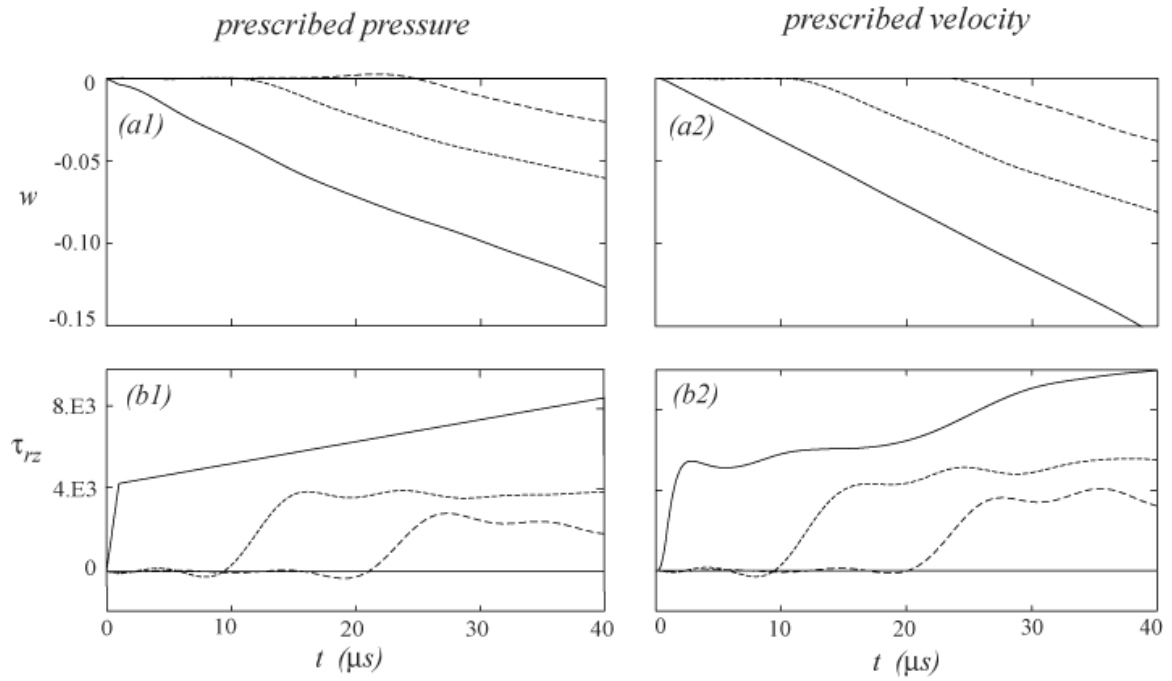 prescribed pressure
prescribed velocity
0
-0.05
-0.10
-0.15
w
(a1)
(a2)
8.E3
4.E3
0
τrz
(b1)
(b2)
0 10 20 30 40
0 10 20 30 40
t (μs)
t (μs)